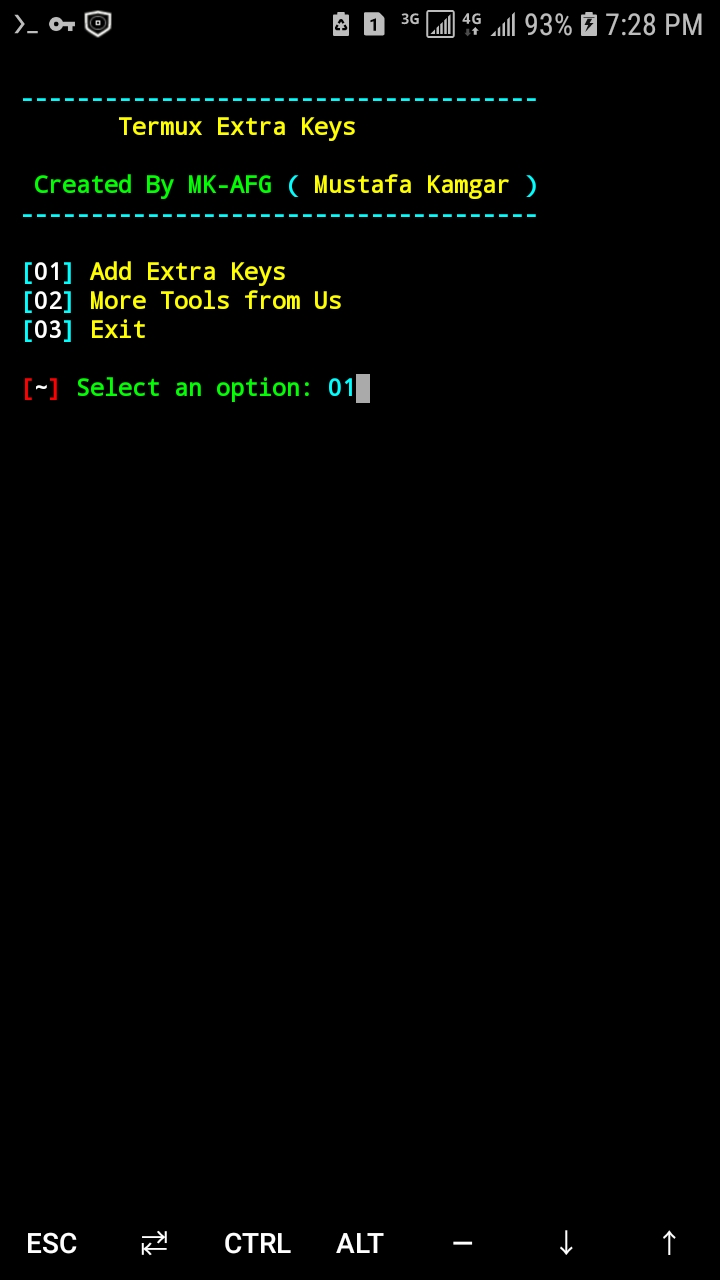 3G 4G 93% 7:28 PM
-------------------------------------
Termux Extra Keys
Created By MK-AFG ( Mustafa Kamgar )
-------------------------------------
[01] Add Extra Keys
[02] More Tools from Us
[03] Exit
[~] Select an option: 01
ESC ⇄ CTRL ALT — ↓ ↑